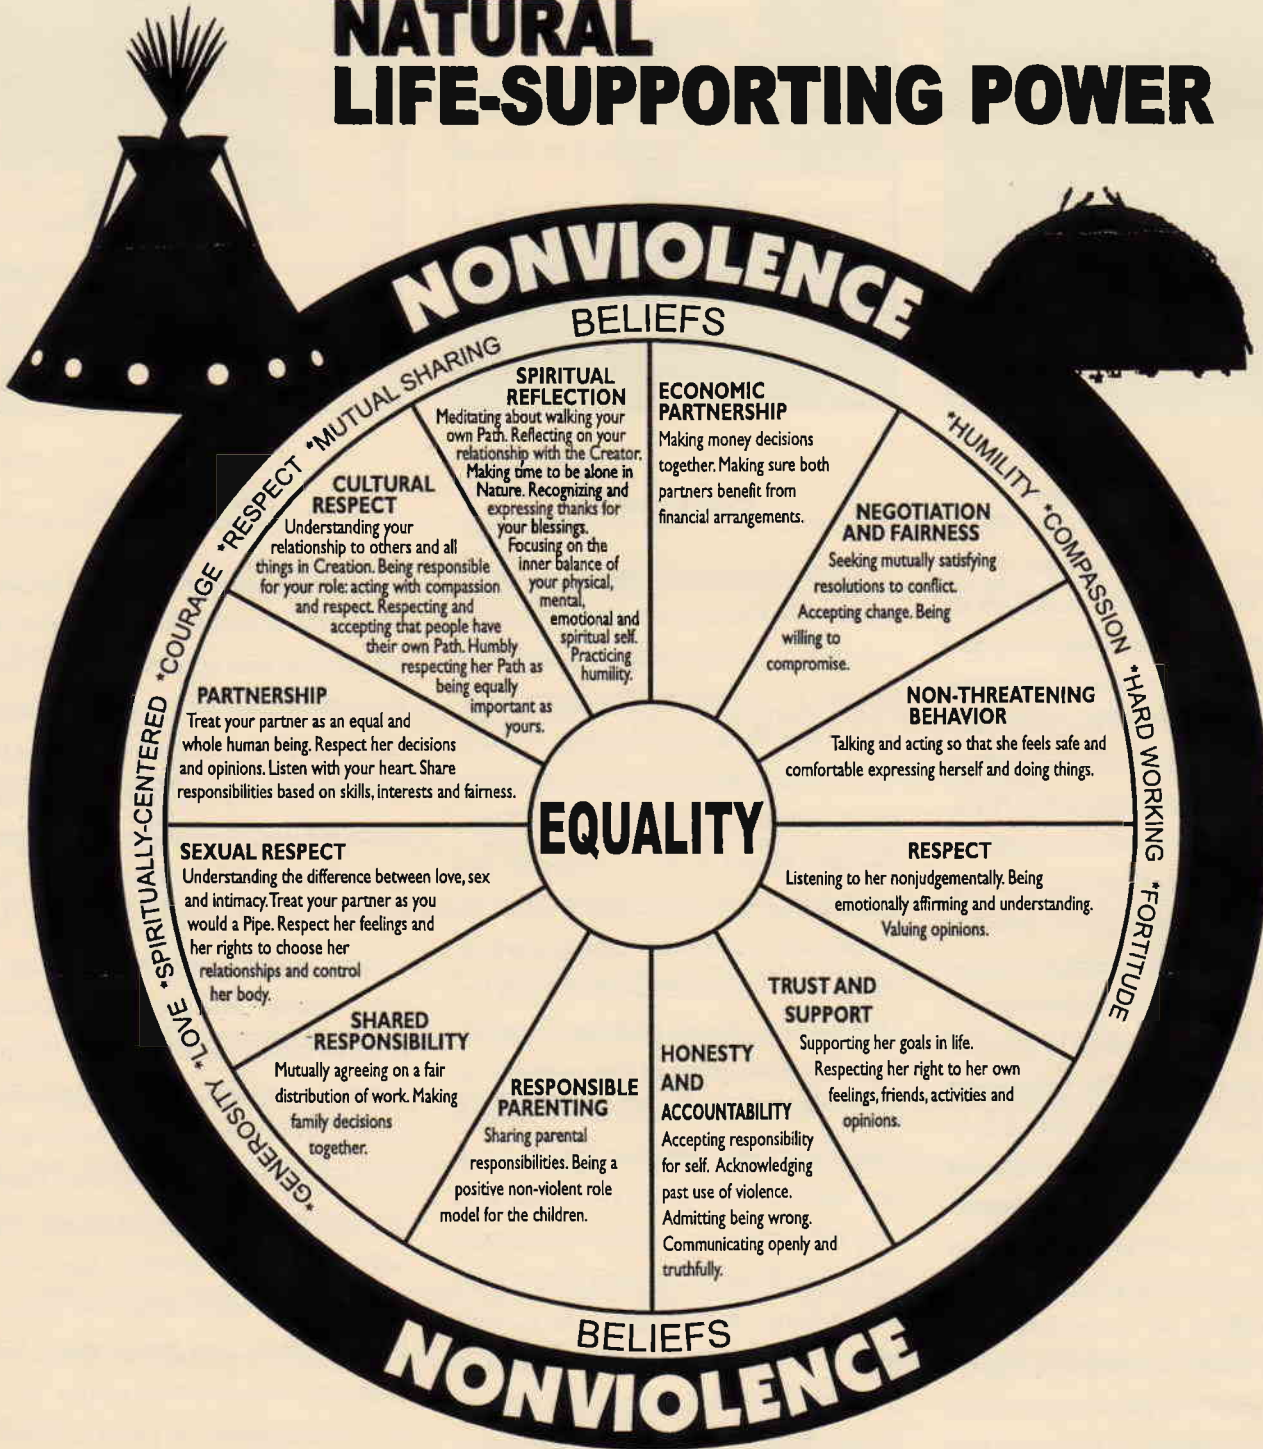 NATURAL
LIFE-SUPPORTING POWER
NONVIOLENCE
BELIEFS
*GENEROSITY *LOVE *SPIRITUALLY-CENTERED *COURAGE *RESPECT *MUTUAL SHARING
*HUMILITY *COMPASSION *HARD WORKING *FORTITUDE
SPIRITUAL
REFLECTION
Meditating about walking your
own Path. Reflecting on your
relationship with the Creator.
Making time to be alone in
Nature. Recognizing and
expressing thanks for
your blessings.
Focusing on the
inner balance of
your physical,
mental,
emotional and
spiritual self.
Practicing
humility.
ECONOMIC
PARTNERSHIP
Making money decisions
together. Making sure both
partners benefit from
financial arrangements.
NEGOTIATION
AND FAIRNESS
Seeking mutually satisfying
resolutions to conflict.
Accepting change. Being
willing to
compromise.
NON-THREATENING
BEHAVIOR
Talking and acting so that she feels safe and
comfortable expressing herself and doing things.
RESPECT
Listening to her nonjudgementally. Being
emotionally affirming and understanding.
Valuing opinions.
TRUST AND
SUPPORT
Supporting her goals in life.
Respecting her right to her own
feelings, friends, activities and
opinions.
HONESTY
AND
ACCOUNTABILITY
Accepting responsibility
for self. Acknowledging
past use of violence.
Admitting being wrong.
Communicating openly and
truthfully.
RESPONSIBLE
PARENTING
Sharing parental
responsibilities. Being a
positive non-violent role
model for the children.
SHARED
RESPONSIBILITY
Mutually agreeing on a fair
distribution of work. Making
family decisions
together.
SEXUAL RESPECT
Understanding the difference between love, sex
and intimacy. Treat your partner as you
would a Pipe. Respect her feelings and
her rights to choose her
relationships and control
her body.
PARTNERSHIP
Treat your partner as an equal and
whole human being. Respect her decisions
and opinions. Listen with your heart. Share
responsibilities based on skills, interests and fairness.
CULTURAL
RESPECT
Understanding your
relationship to others and all
things in Creation. Being responsible
for your role: acting with compassion
and respect. Respecting and
accepting that people have
their own Path. Humbly
respecting her Path as
being equally
important as
yours.
EQUALITY
BELIEFS
NONVIOLENCE